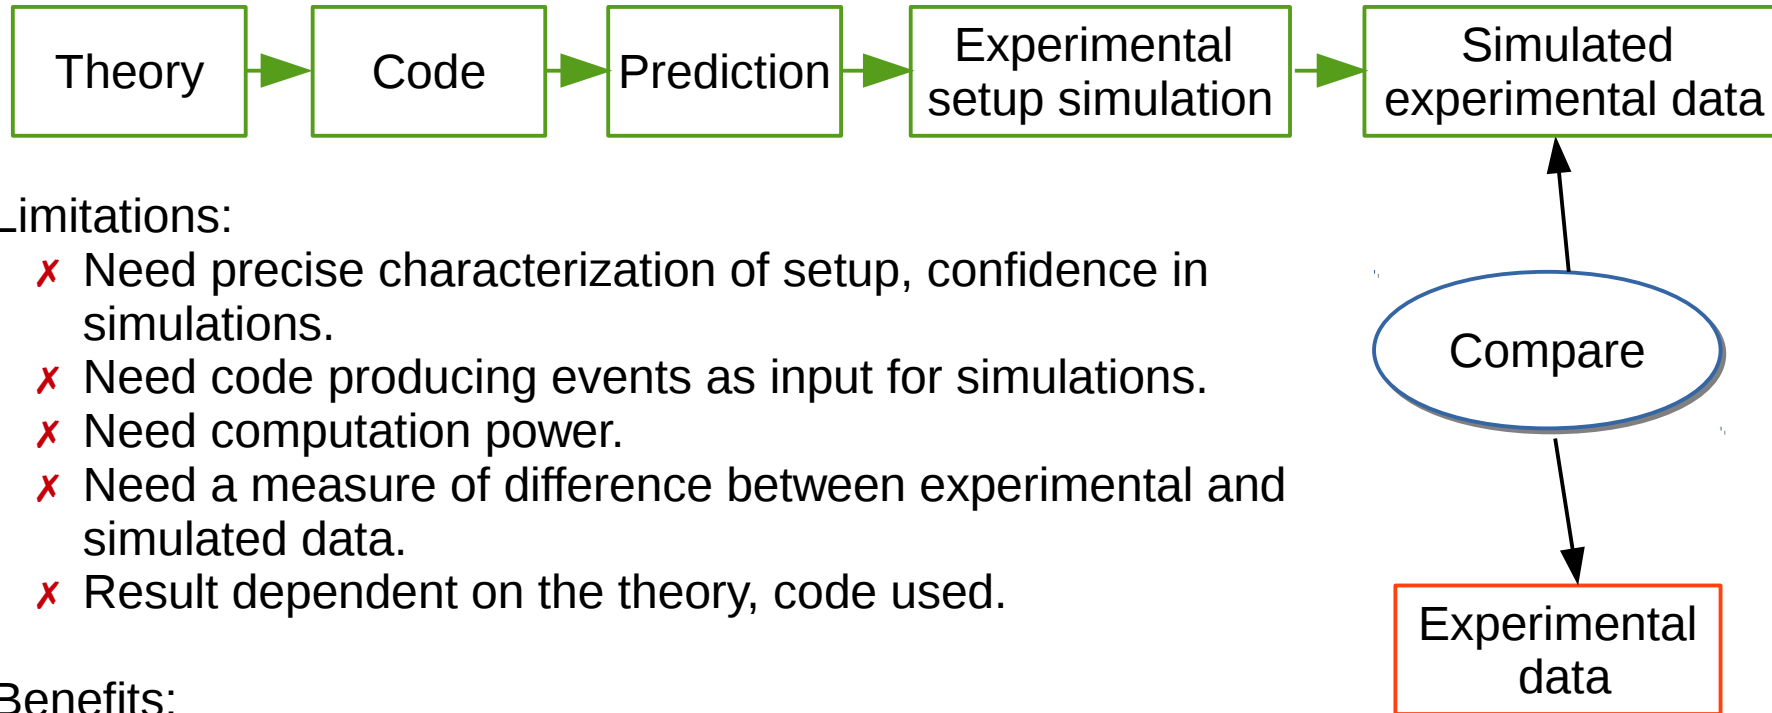 Theory
Code
Prediction
Experimental
setup simulation
Simulated
experimental data
Limitations:
✗ Need precise characterization of setup, confidence in
simulations.
✗ Need code producing events as input for simulations.
✗ Need computation power.
✗ Need a measure of difference between experimental and
simulated data.
✗ Result dependent on the theory, code used.
Compare
Experimental
data
Benefits: